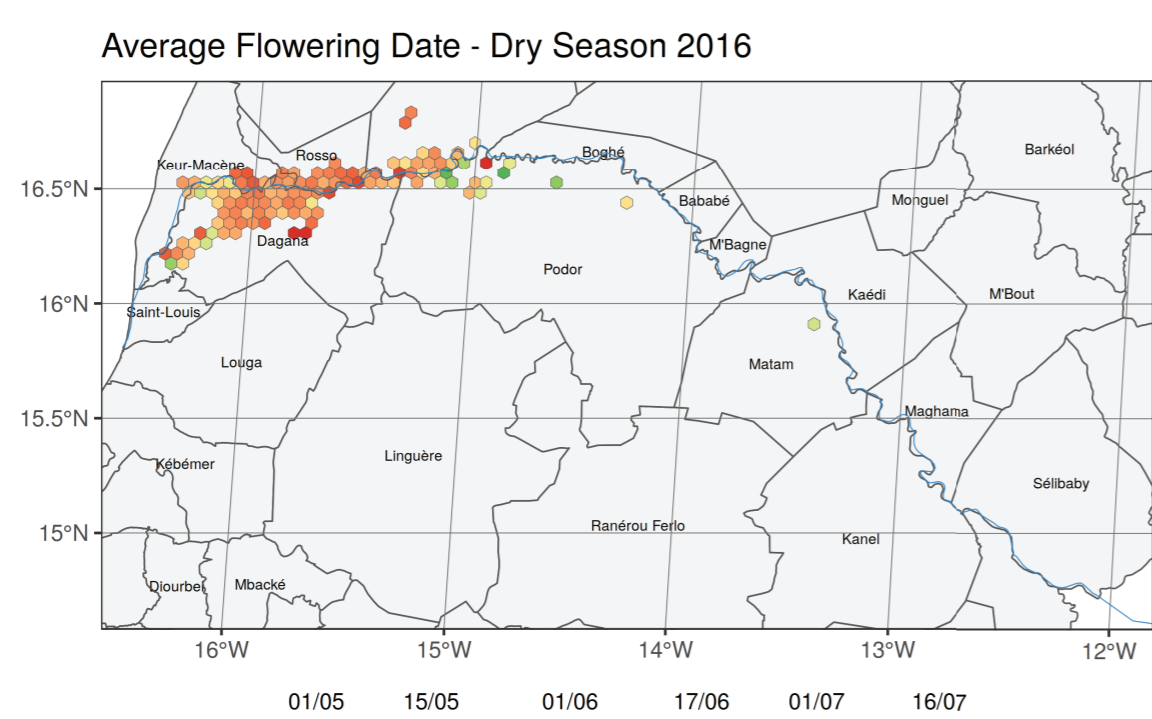 Average Flowering Date - Dry Season 2016
Barkéol
Boghé
Rosso
Keur-Macène
16.5°N
Monguel
Bababé
Dagana
M'Bagne
Podor
Kaédi
M'Bout
16°N
Saint-Louis
Louga
Matam
Maghama
15.5°N
Linguère
Kébémer
Sélibaby
Ranérou Ferlo
15°N
Kanel
Diourbel
Mbacké
16°W 15°W 14°W 13°W 12°W
01/05 15/05 01/06 17/06 01/07 16/07